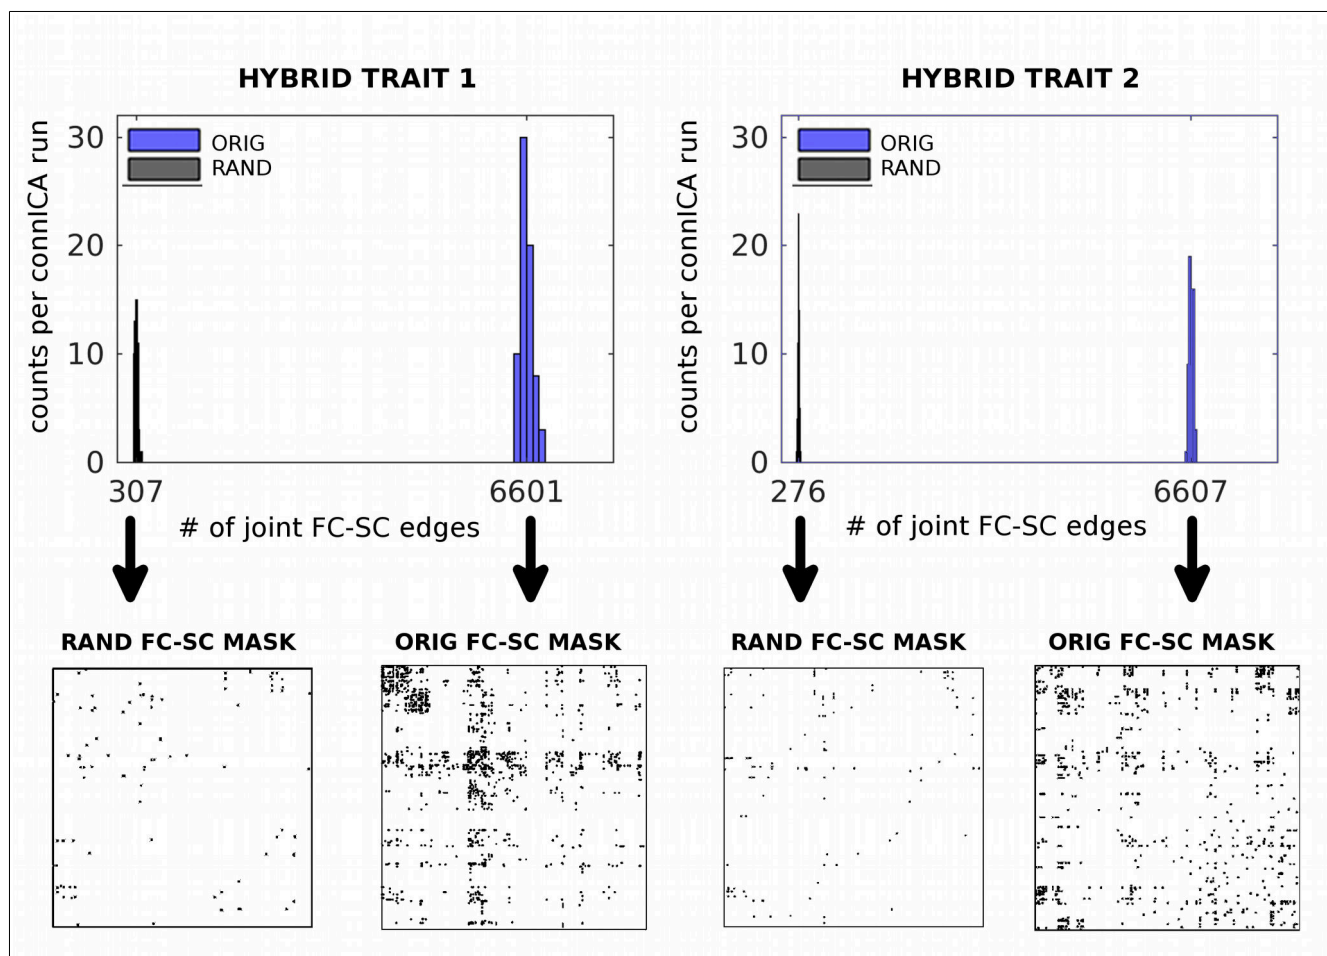 HYBRID TRAIT 1
counts per connICA run
30
20
10
0
ORIG
RAND
307
6601
# of joint FC-SC edges
RAND FC-SC MASK
ORIG FC-SC MASK
HYBRID TRAIT 2
counts per connICA run
30
20
10
0
ORIG
RAND
276
6607
# of joint FC-SC edges
RAND FC-SC MASK
ORIG FC-SC MASK